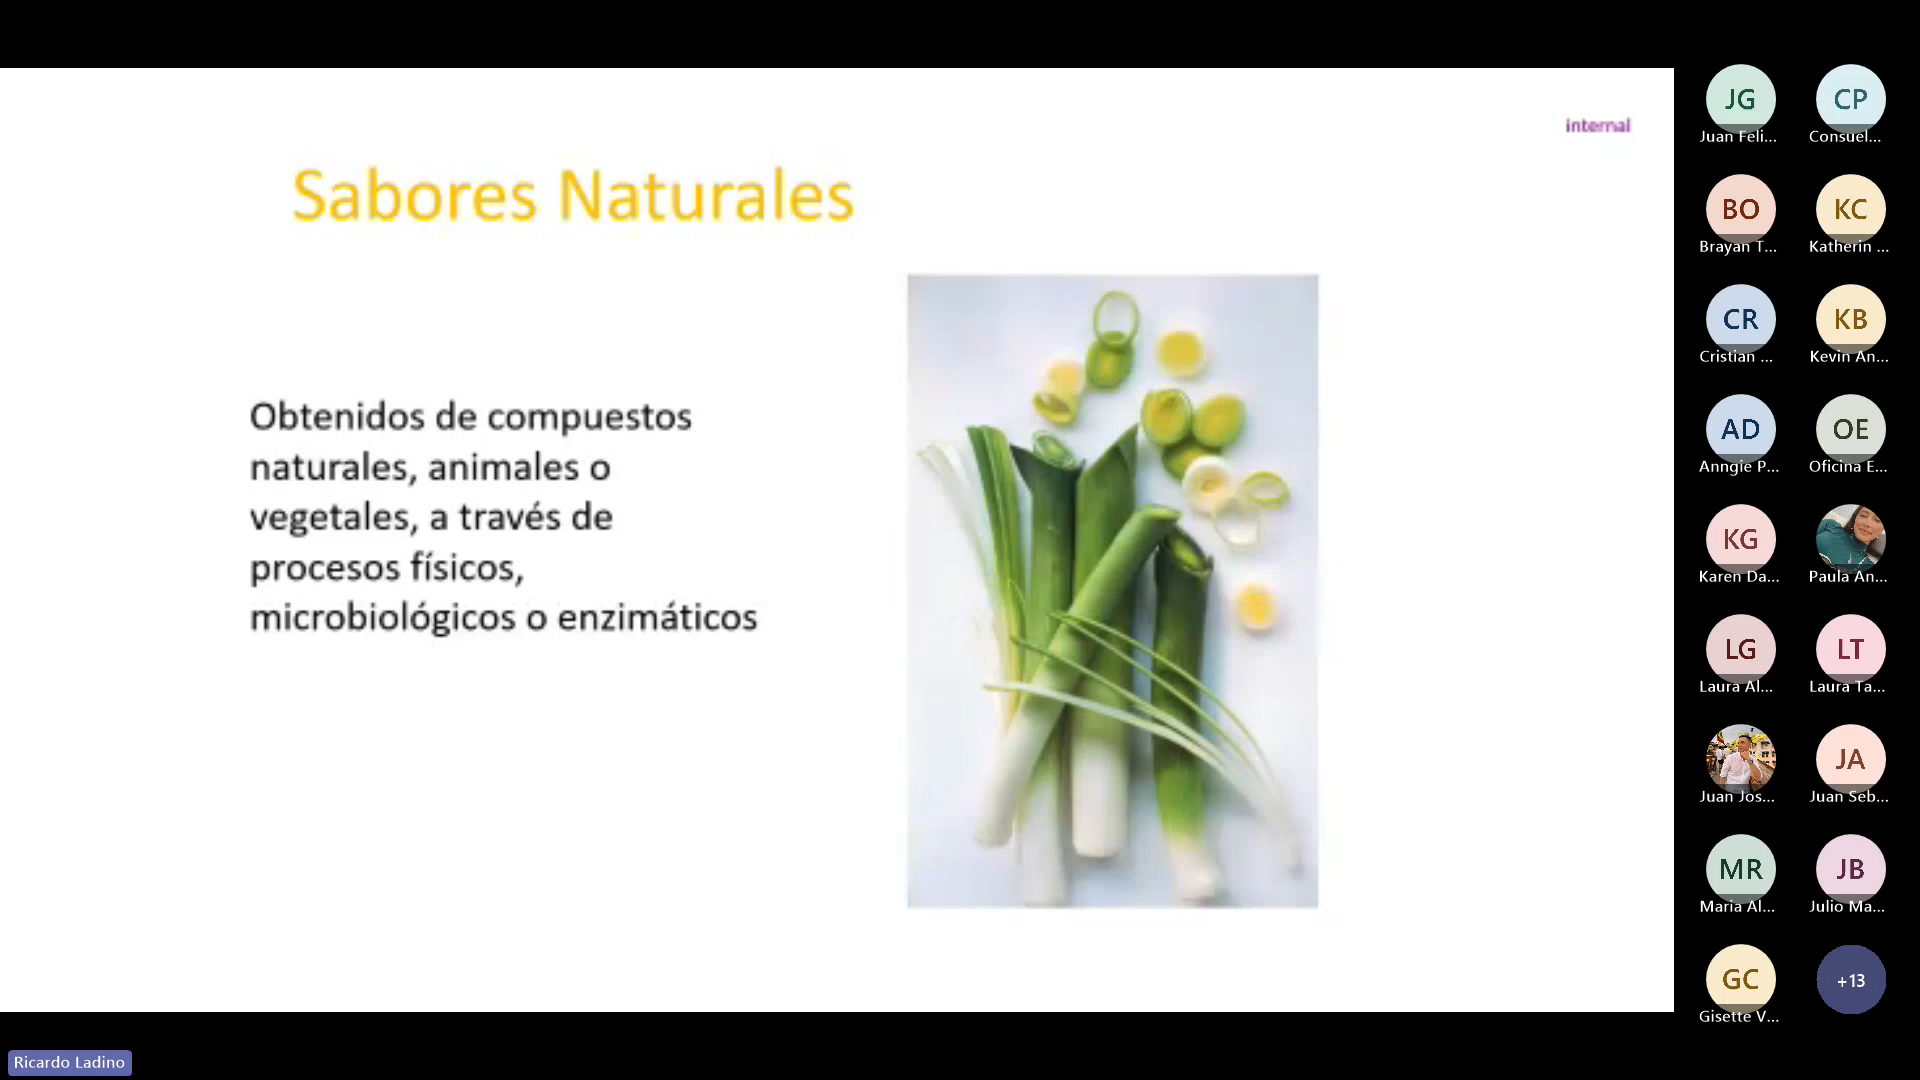 internal
Sabores Naturales
Obtenidos de compuestos
naturales, animales o
vegetales, a través de
procesos físicos,
microbiológicos o enzimáticos
JG
Juan Feli...
CP
Consuel...
BO
Brayan T...
KC
Katherin ...
CR
Cristian ...
KB
Kevin An...
AD
Anngie P...
OE
Oficina E...
KG
Karen Da...
Paula An...
LG
Laura Al...
LT
Laura Ta...
Juan Jos...
JA
Juan Seb...
MR
Maria Al...
JB
Julio Ma...
GC
Gisette V...
+13
Ricardo Ladino